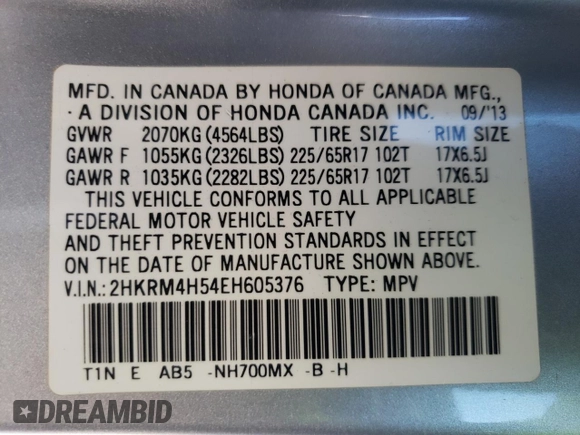 MFD. IN CANADA BY HONDA OF CANADA MFG.,
A DIVISION OF HONDA CANADA INC. 09/'13
GVWR 2070KG (4564LBS) TIRE SIZE RIM SIZE
GAWR F 1055KG (2326LBS) 225/65R17 102T 17X6.5J
GAWR R 1035KG (2282LBS) 225/65R17 102T 17X6.5J
THIS VEHICLE CONFORMS TO ALL APPLICABLE
FEDERAL MOTOR VEHICLE SAFETY
AND THEFT PREVENTION STANDARDS IN EFFECT
ON THE DATE OF MANUFACTURE SHOWN ABOVE.
V.I.N.: 2HKRM4H54EH605376 TYPE: MPV
T1N E AB5 -NH700MX -B -H
DREAMBID